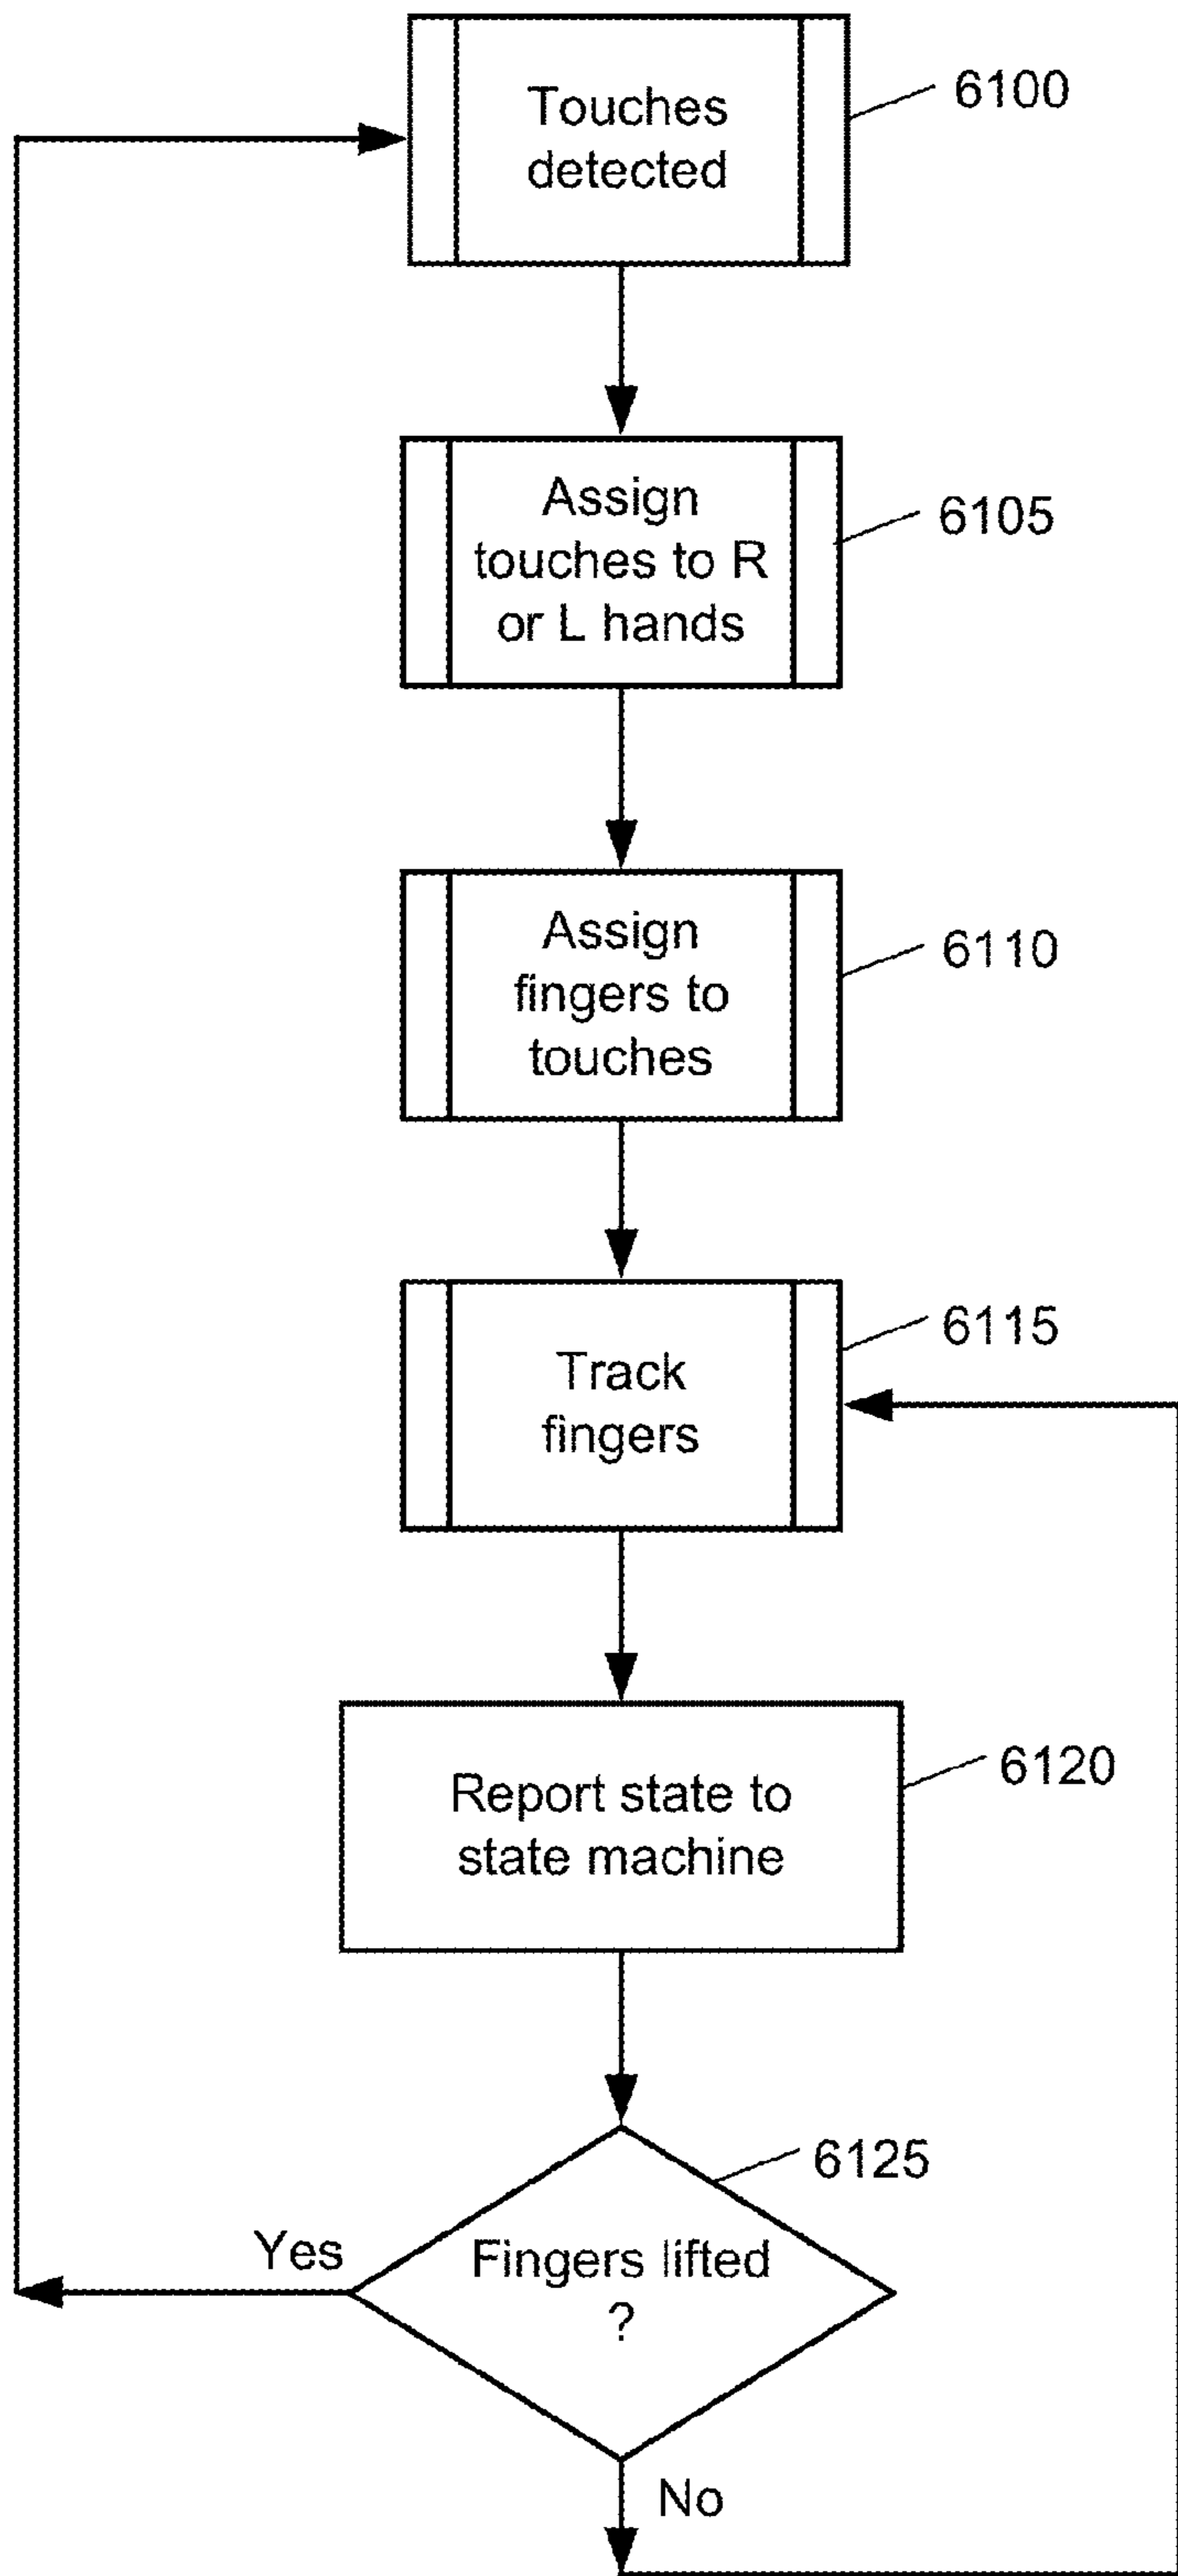 Touches
detected
6100
Assign
touches to R
or L hands
6105
Assign
fingers to
touches
6110
Track
fingers
6115
Report state to
state machine
6120
Fingers lifted
?
6125
Yes
No